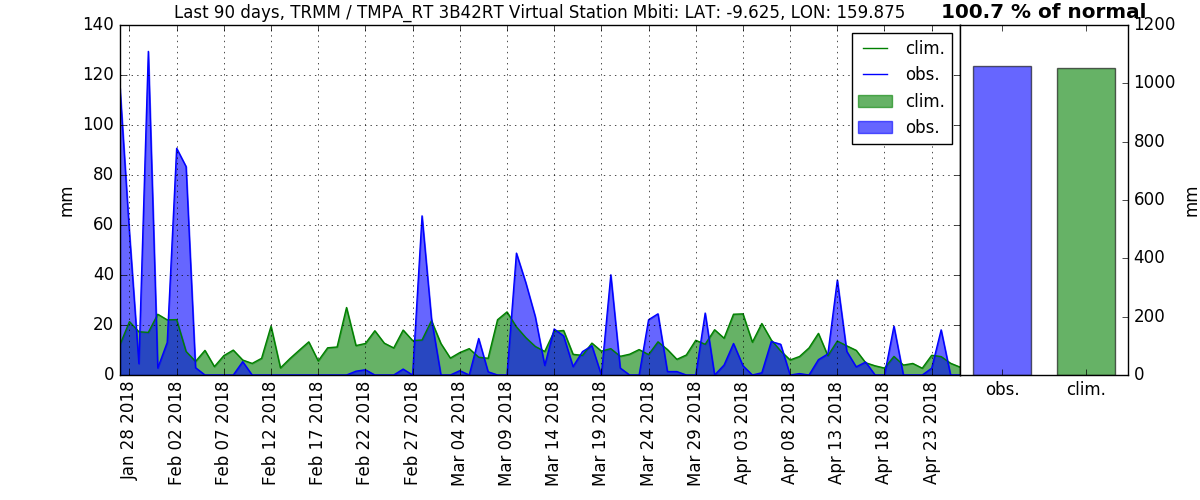 Last 90 days, TRMM / TMPA_RT 3B42RT Virtual Station Mbiti: LAT: -9.625, LON: 159.875
100.7 % of normal
140
120
100
80
60
40
20
0
mm
clim.
obs.
clim.
obs.
1200
1000
800
600
400
200
0
mm
Jan 28 2018
Feb 02 2018
Feb 07 2018
Feb 12 2018
Feb 17 2018
Feb 22 2018
Feb 27 2018
Mar 04 2018
Mar 09 2018
Mar 14 2018
Mar 19 2018
Mar 24 2018
Mar 29 2018
Apr 03 2018
Apr 08 2018
Apr 13 2018
Apr 18 2018
Apr 23 2018
obs.
clim.